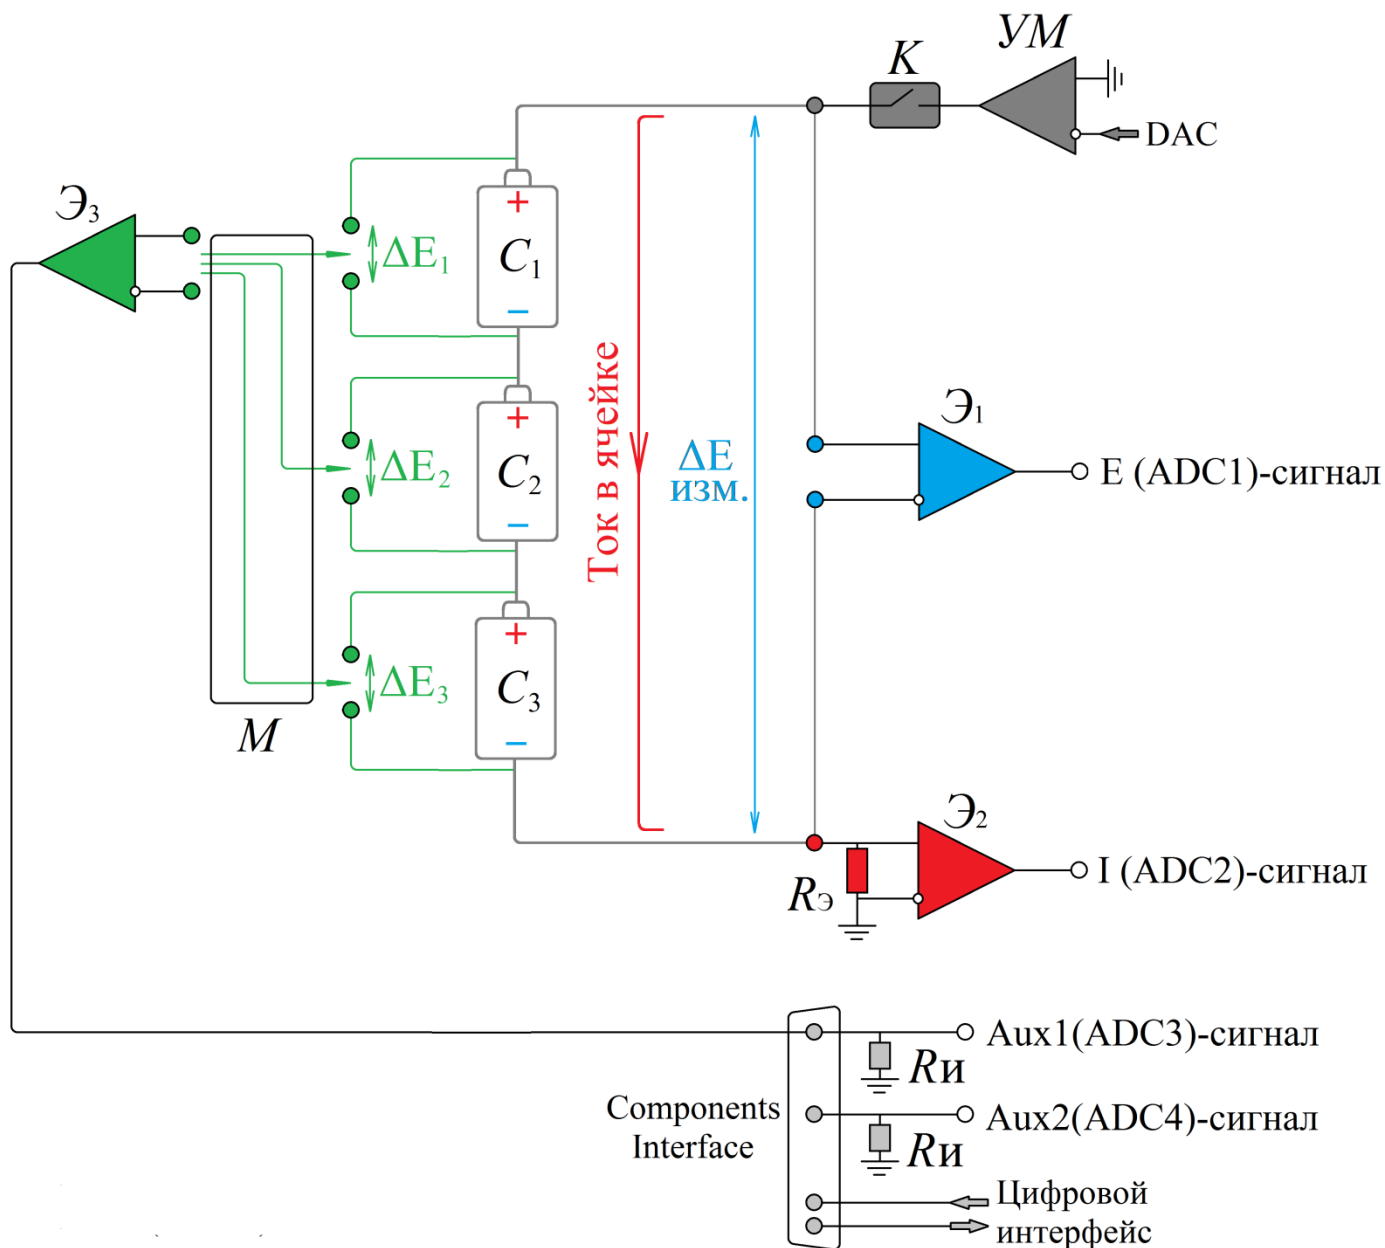 УМ
K
DAC
Э3
ΔE1
+
C1
−
М
ΔE2
+
C2
−
ΔE3
+
C3
−
Ток в ячейке
ΔE
изм.
Э1
E (ADC1)-сигнал
Э2
RЭ
I (ADC2)-сигнал
Components
Interface
Aux1(ADC3)-сигнал
Rи
Aux2(ADC4)-сигнал
Rи
Цифровой
интерфейс